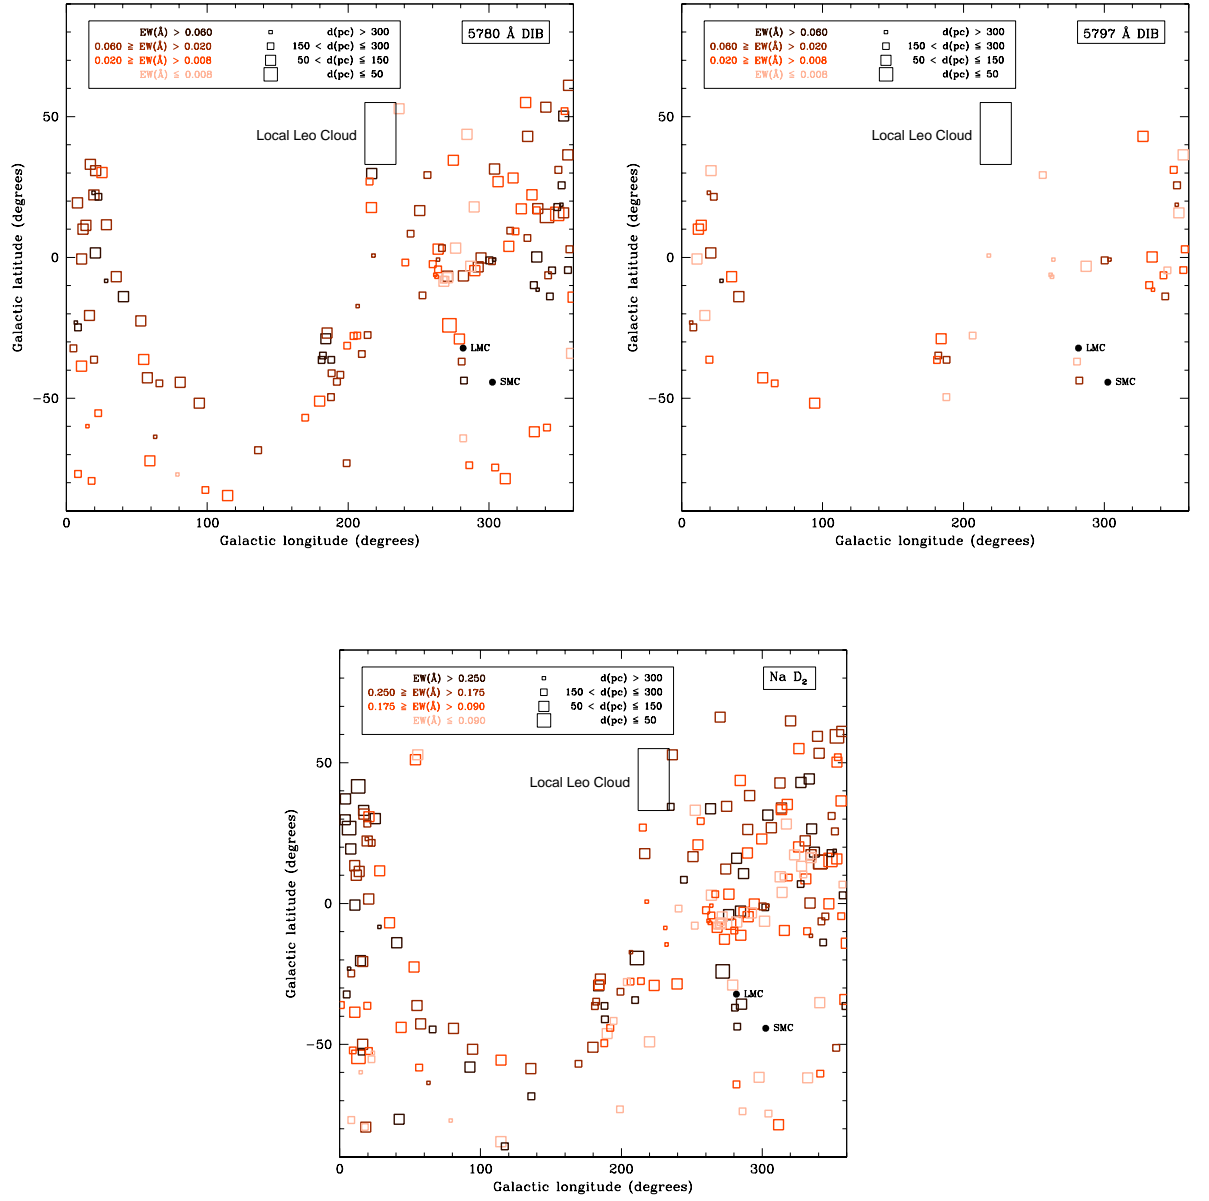 EW(Å) > 0.060 d(pc) > 300
0.060 ≥ EW(Å) > 0.020 150 < d(pc) ≤ 300
0.020 ≥ EW(Å) > 0.008 50 < d(pc) ≤ 150
EW(Å) ≤ 0.008 d(pc) ≤ 50
5780 Å DIB
Local Leo Cloud
LMC
SMC
50
0
−50
Galactic latitude (degrees)
0 100 200 300
Galactic longitude (degrees)
EW(Å) > 0.060 d(pc) > 300
0.060 ≥ EW(Å) > 0.020 150 < d(pc) ≤ 300
0.020 ≥ EW(Å) > 0.008 50 < d(pc) ≤ 150
EW(Å) ≤ 0.008 d(pc) ≤ 50
5797 Å DIB
Local Leo Cloud
LMC
SMC
50
0
−50
Galactic latitude (degrees)
0 100 200 300
Galactic longitude (degrees)
EW(Å) > 0.250 d(pc) > 300
0.250 ≥ EW(Å) > 0.175 150 < d(pc) ≤ 300
0.175 ≥ EW(Å) > 0.090 50 < d(pc) ≤ 150
EW(Å) ≤ 0.090 d(pc) ≤ 50
Na D₂
Local Leo Cloud
LMC
SMC
50
0
−50
Galactic latitude (degrees)
0 100 200 300
Galactic longitude (degrees)